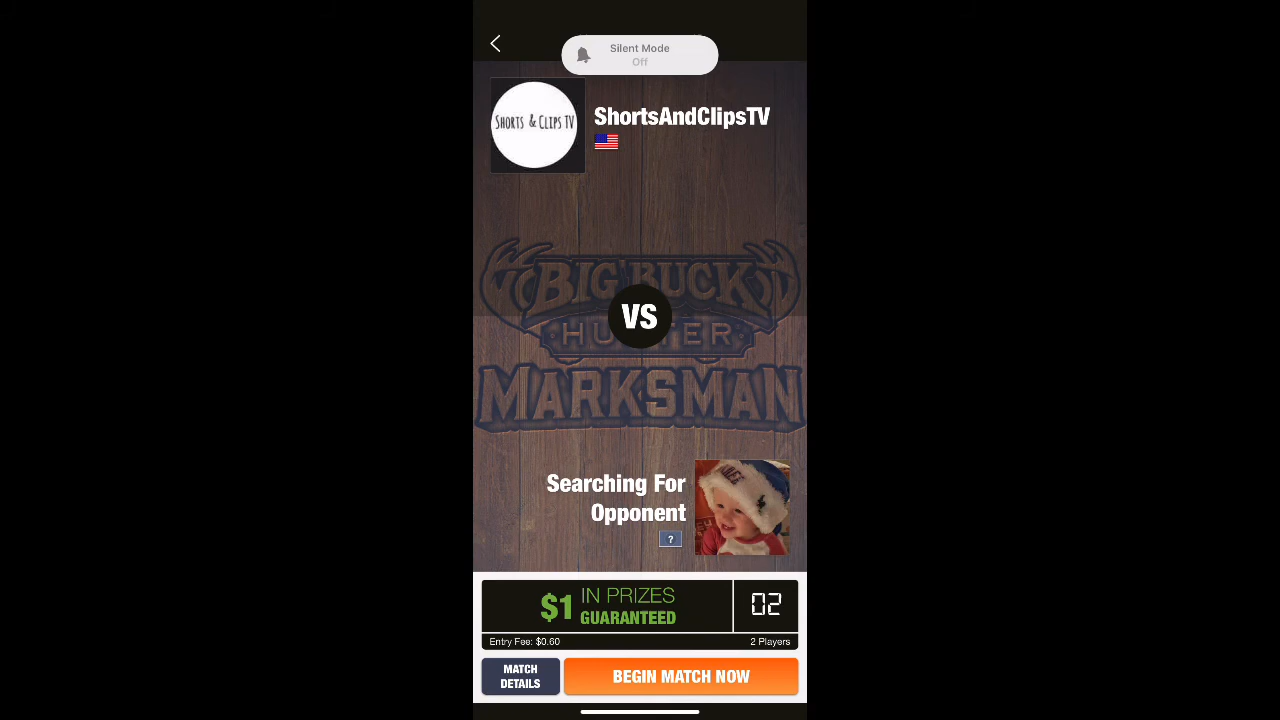 Silent Mode
Off
SHORTS & CLIPS TV
ShortsAndClipsTV
BIG BUCK
HUNTER
MARKSMAN
VS
Searching For
Opponent
?
$1 IN PRIZES
GUARANTEED
02
Entry Fee: $0.60
2 Players
MATCH
DETAILS
BEGIN MATCH NOW